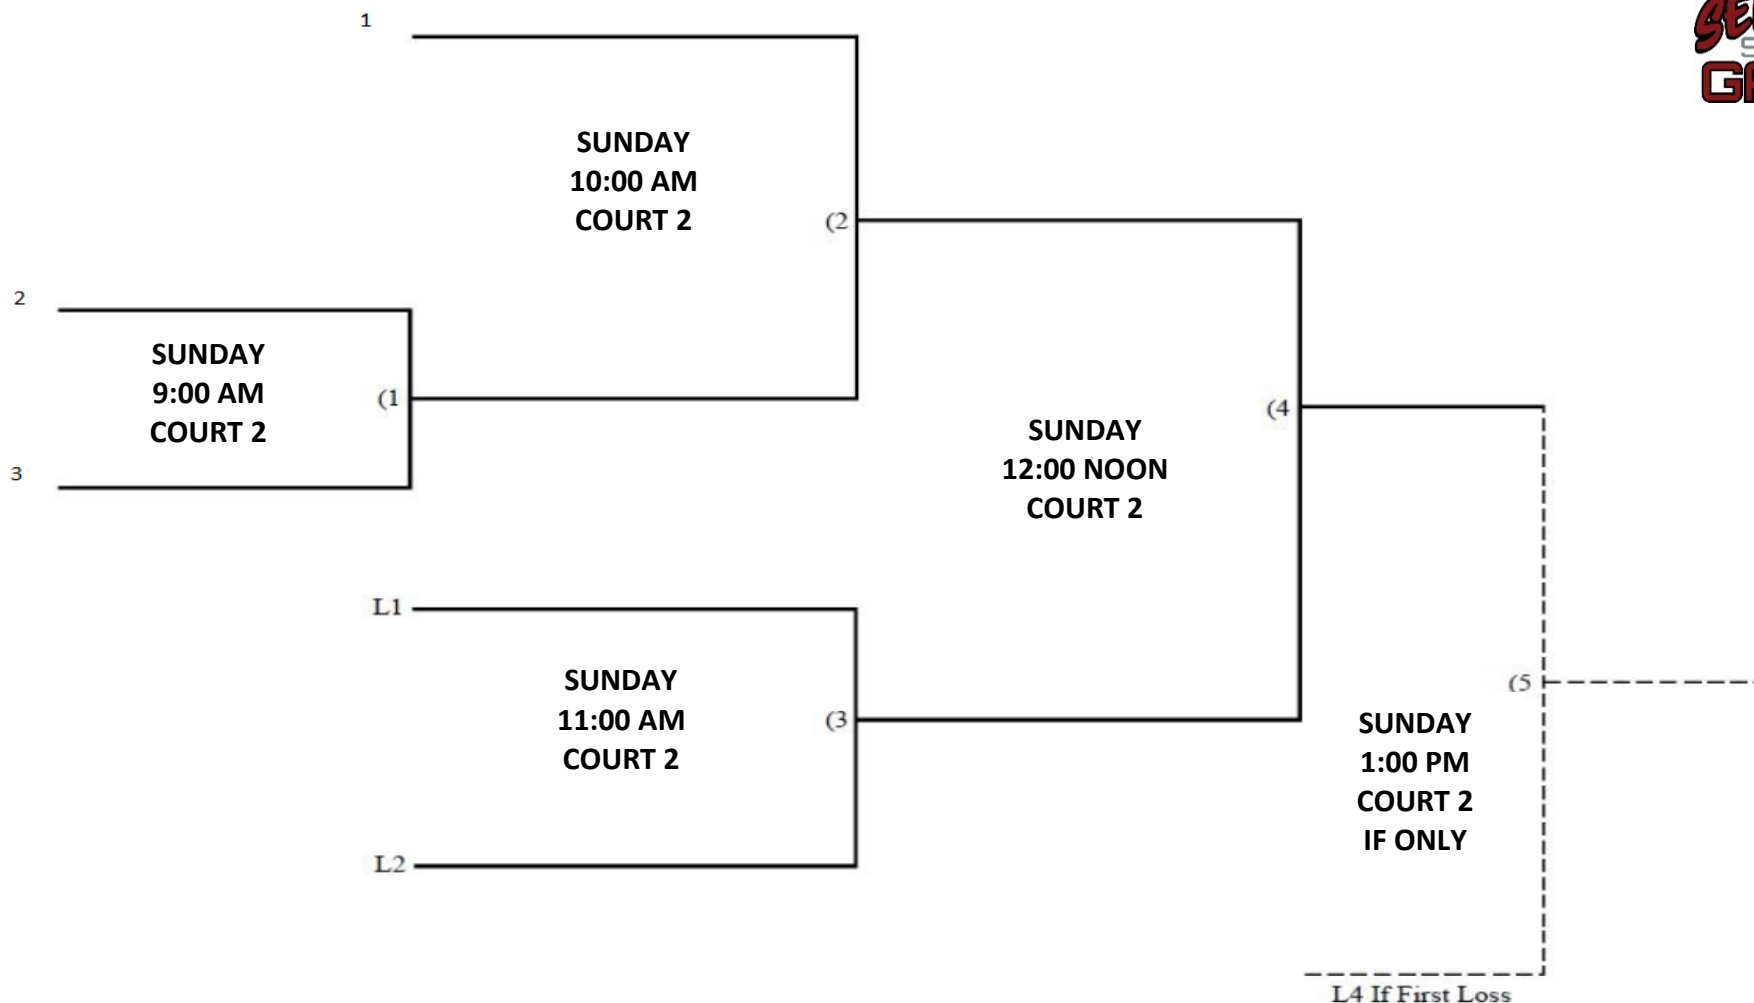 1
SUNDAY
10:00 AM
COURT 2
(2
2
SUNDAY
9:00 AM
COURT 2
(1
3
SUNDAY
12:00 NOON
COURT 2
(4
L1
SUNDAY
11:00 AM
COURT 2
(3
L2
(5
SUNDAY
1:00 PM
COURT 2
IF ONLY
L4 If First Loss